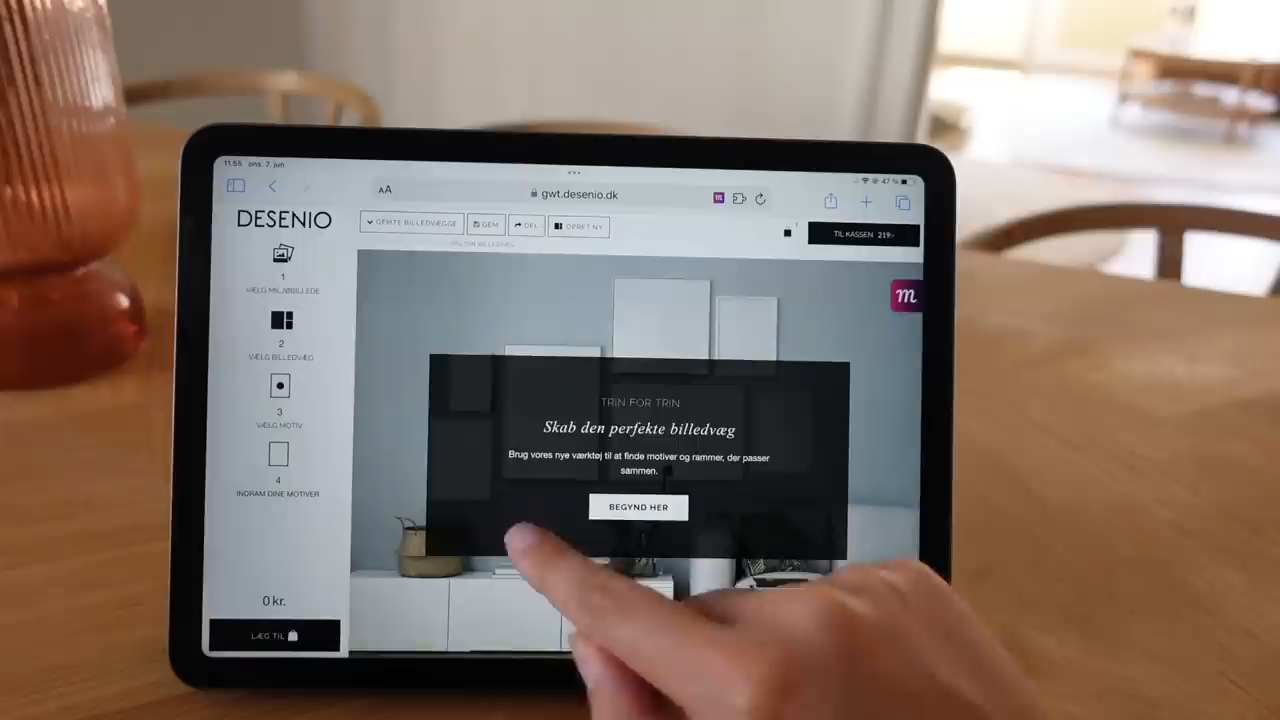 11.55 ons. 7. jun
47 %
AA
gwt.desenio.dk
m
DESENIO
GEMTE BILLEDVÆGGE
GEM
DEL
OPRET NY
1
TIL KASSEN 219:-
m
1
VÆLG MILJØBILLEDE
2
VÆLG BILLEDVÆG
3
VÆLG MOTIV
4
INDRAM DINE MOTIVER
TRIN FOR TRIN
Skab den perfekte billedvæg
Brug vores nye værktøj til at finde motiver og rammer, der passer
sammen.
BEGYND HER
0 kr.
LÆG TIL